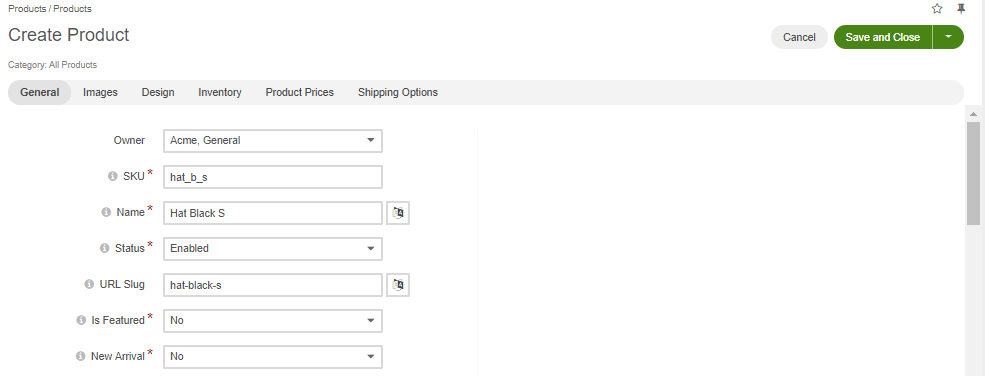 Products / Products
Create Product
Cancel
Save and Close
Category: All Products
General Images Design Inventory Product Prices Shipping Options
Owner Acme, General
SKU * hat_b_s
Name * Hat Black S
Status * Enabled
URL Slug hat-black-s
Is Featured * No
New Arrival * No